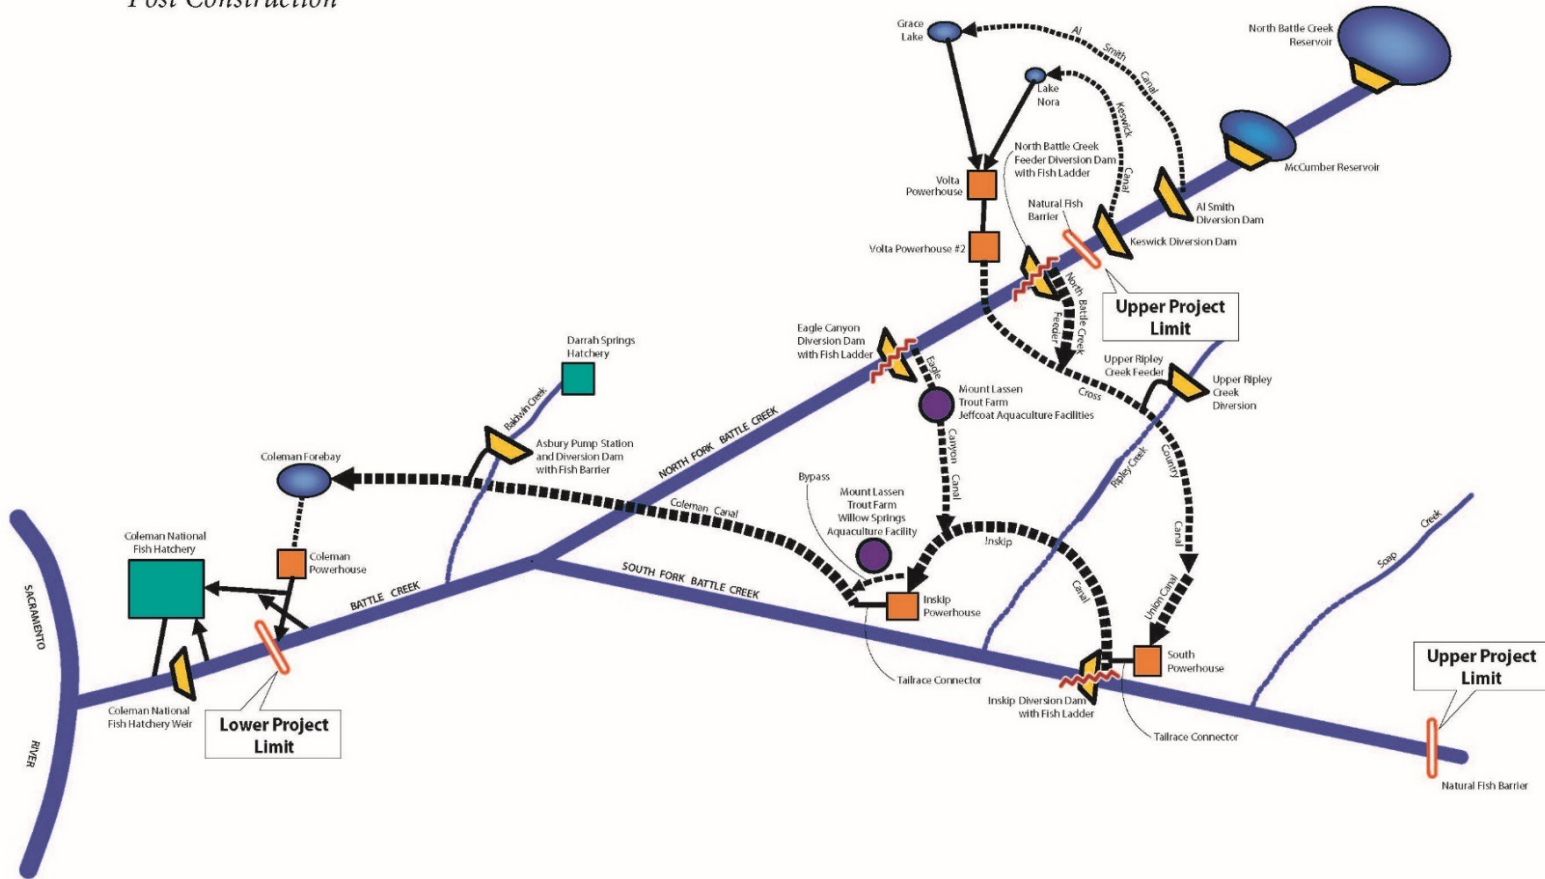 Post Construction
Grace
Lake
Al
Smith
Canal
North Battle Creek
Reservoir
Lake
Nora
Keswick
Canal
McCumber Reservoir
North Battle Creek
Feeder Diversion Dam
with Fish Ladder
Volta
Powerhouse
Natural Fish
Barrier
Al Smith
Diversion Dam
Keswick Diversion Dam
Volta Powerhouse #2
North Battle Creek
Feeder
Upper Project
Limit
Eagle Canyon
Diversion Dam
with Fish Ladder
Darrah Springs
Hatchery
Eagle
Canyon
Canal
Mount Lassen
Trout Farm
Jeffcoat Aquaculture Facilities
Upper Ripley
Creek Feeder
Upper Ripley
Creek
Diversion
Cross
Country
Canal
Baldwin Creek
Asbury Pump Station
and Diversion Dam
with Fish Barrier
NORTH FORK BATTLE CREEK
Ripley Creek
Coleman Forebay
Coleman Canal
Bypass
Mount Lassen
Trout Farm
Willow Springs
Aquaculture Facility
Inskip
Canal
Soap
Creek
Coleman National
Fish Hatchery
Coleman
Powerhouse
BATTLE CREEK
SOUTH FORK BATTLE CREEK
Inskip
Powerhouse
Union Canal
South
Powerhouse
SACRAMENTO
RIVER
Tailrace Connector
Coleman National
Fish Hatchery Weir
Lower Project
Limit
Inskip Diversion Dam
with Fish Ladder
Tailrace Connector
Upper Project
Limit
Natural Fish Barrier